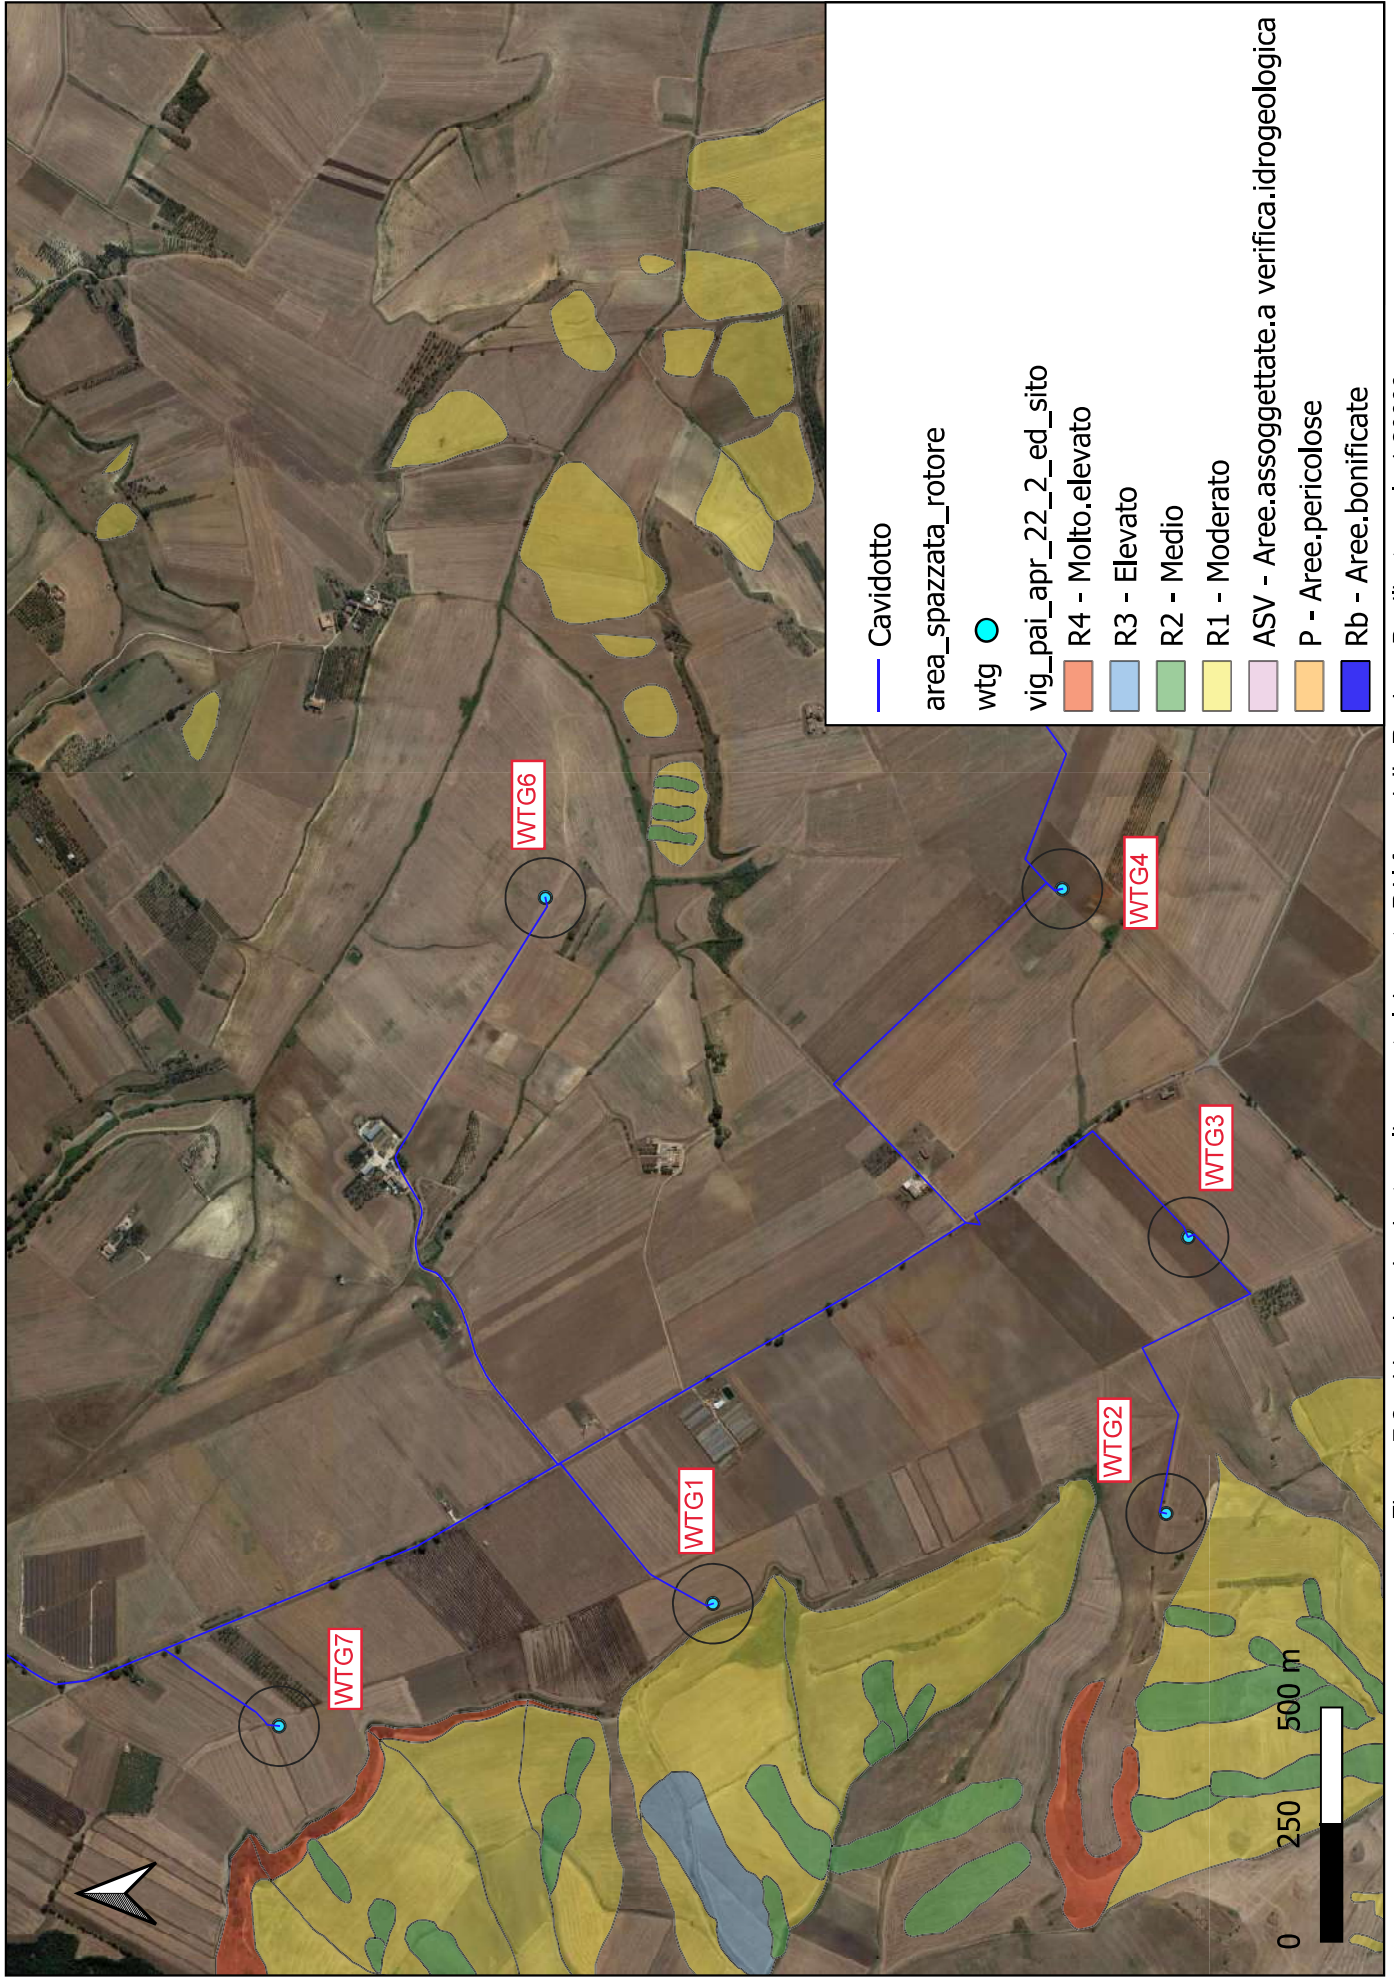 WTG7
WTG1
WTG2
WTG3
WTG6
WTG4
Cavidotto
area_spazzata_rotore
wtg
vig_pai_apr_22_2_ed_sito
R4 - Molto.elevato
R3 - Elevato
R2 - Medio
R1 - Moderato
ASV - Aree.assoggettate.a verifica.idrogeologica
P - Aree.pericolose
Rb - Aree.bonificate
0 250 500 m